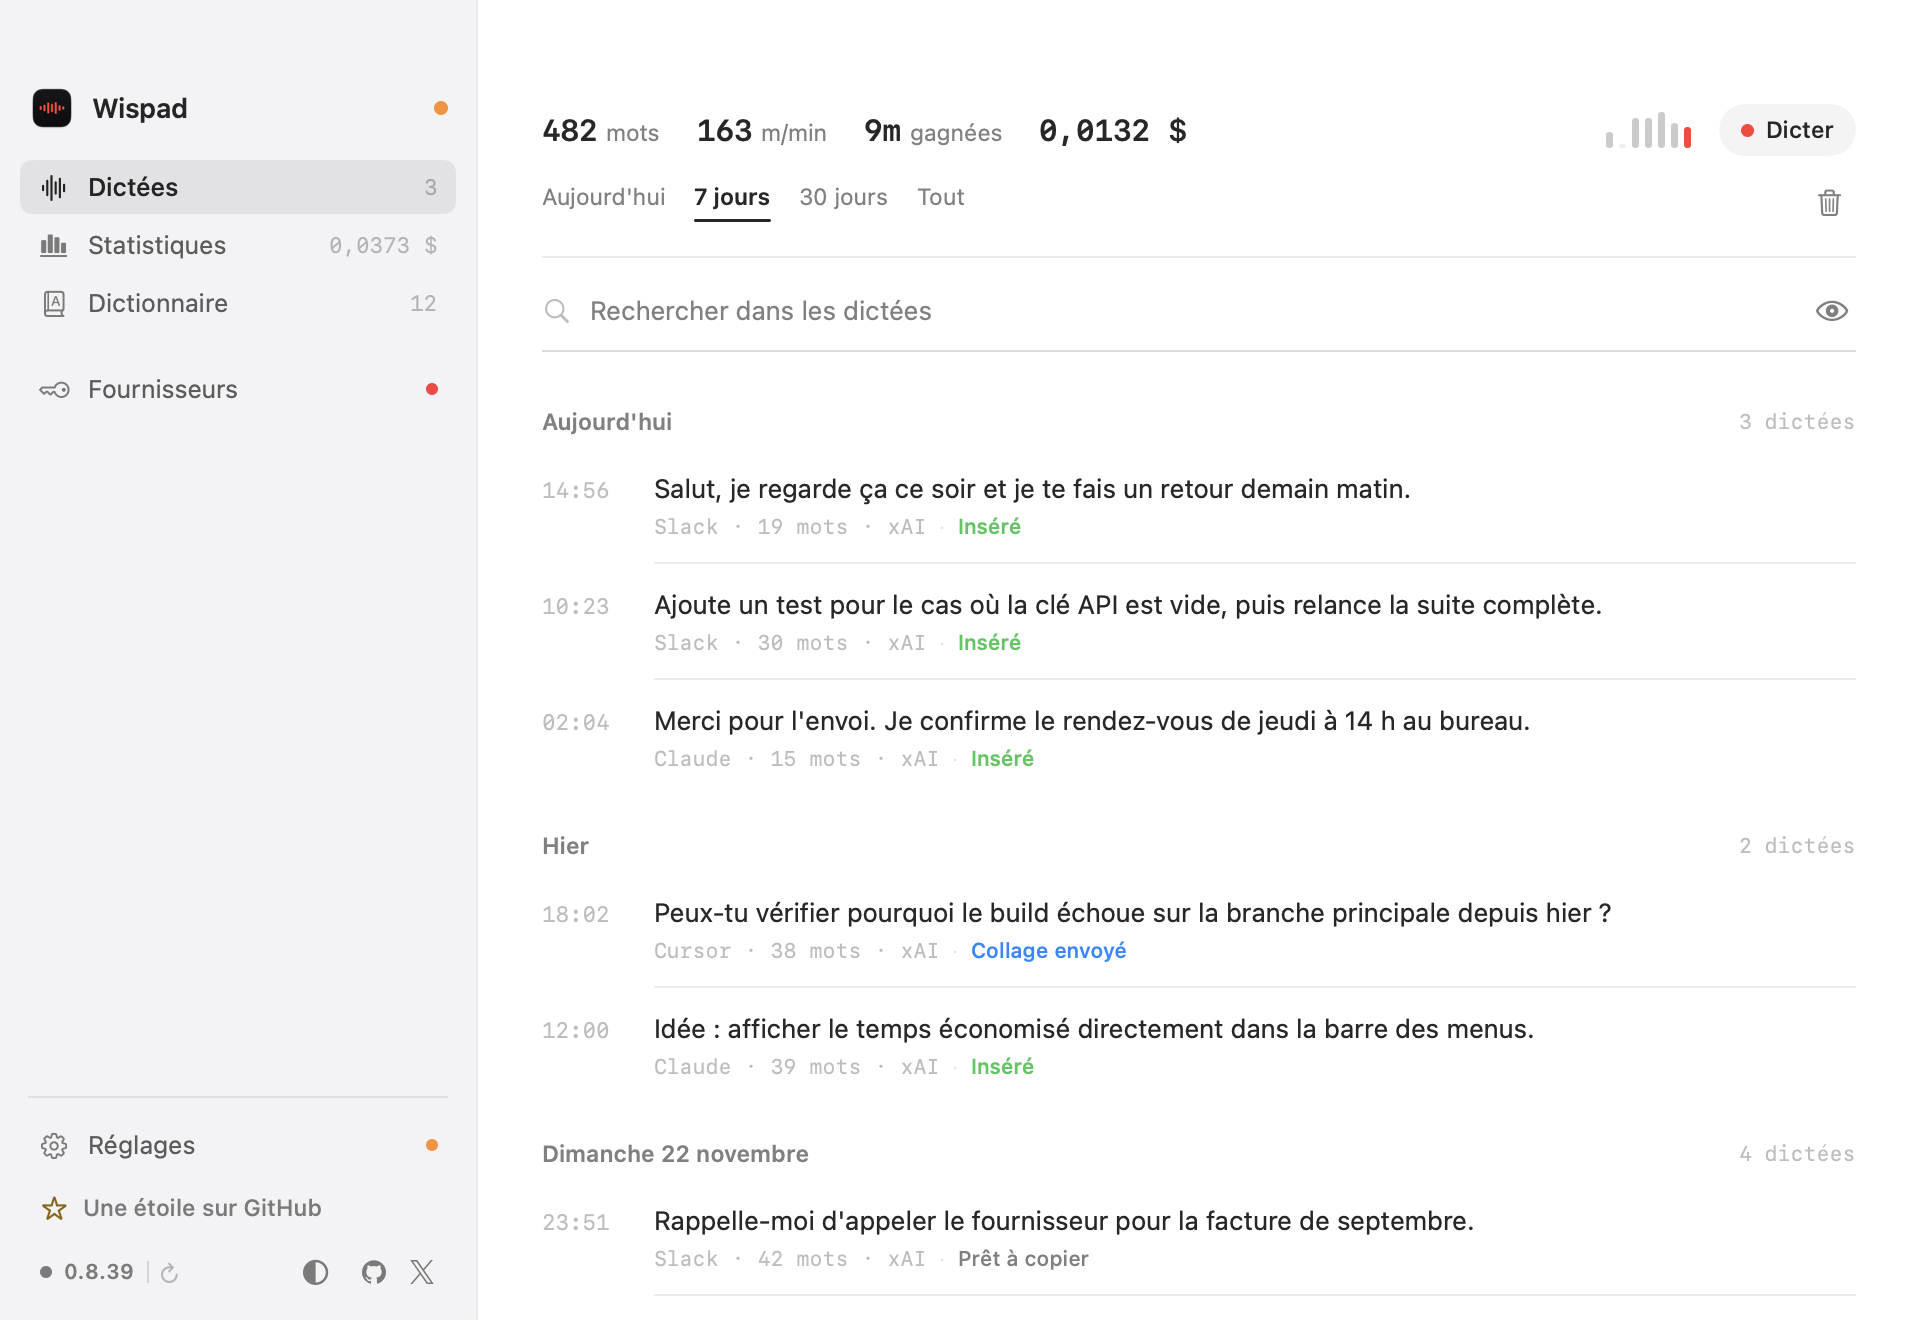 Wispad
Dictées 3
Statistiques 0,0373 $
Dictionnaire 12
Fournisseurs
Réglages
Une étoile sur GitHub
0.8.39
482 mots 163 m/min 9m gagnées 0,0132 $
Dicter
Aujourd'hui 7 jours 30 jours Tout
Rechercher dans les dictées
Aujourd'hui 3 dictées
14:56 Salut, je regarde ça ce soir et je te fais un retour demain matin.
Slack · 19 mots · xAI · Inséré
10:23 Ajoute un test pour le cas où la clé API est vide, puis relance la suite complète.
Slack · 30 mots · xAI · Inséré
02:04 Merci pour l'envoi. Je confirme le rendez-vous de jeudi à 14 h au bureau.
Claude · 15 mots · xAI · Inséré
Hier 2 dictées
18:02 Peux-tu vérifier pourquoi le build échoue sur la branche principale depuis hier ?
Cursor · 38 mots · xAI · Collage envoyé
12:00 Idée : afficher le temps économisé directement dans la barre des menus.
Claude · 39 mots · xAI · Inséré
Dimanche 22 novembre 4 dictées
23:51 Rappelle-moi d'appeler le fournisseur pour la facture de septembre.
Slack · 42 mots · xAI · Prêt à copier